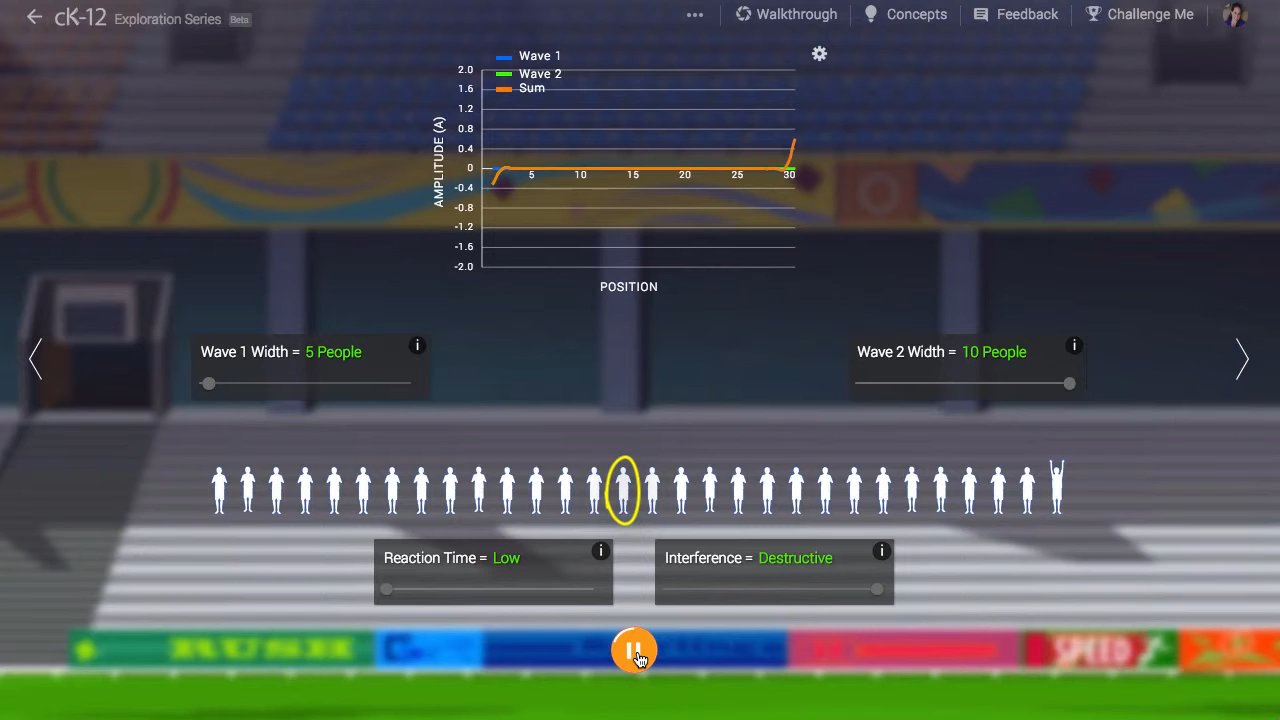 cK-12 Exploration Series Beta
••• Walkthrough Concepts Feedback Challenge Me
Wave 1
Wave 2
Sum
2.0
1.6
1.2
0.8
0.4
0
-0.4
-0.8
-1.2
-1.6
-2.0
AMPLITUDE (A)
5 10 15 20 25 30
POSITION
Wave 1 Width = 5 People i
Wave 2 Width = 10 People i
Reaction Time = Low i
Interference = Destructive i
SPEED